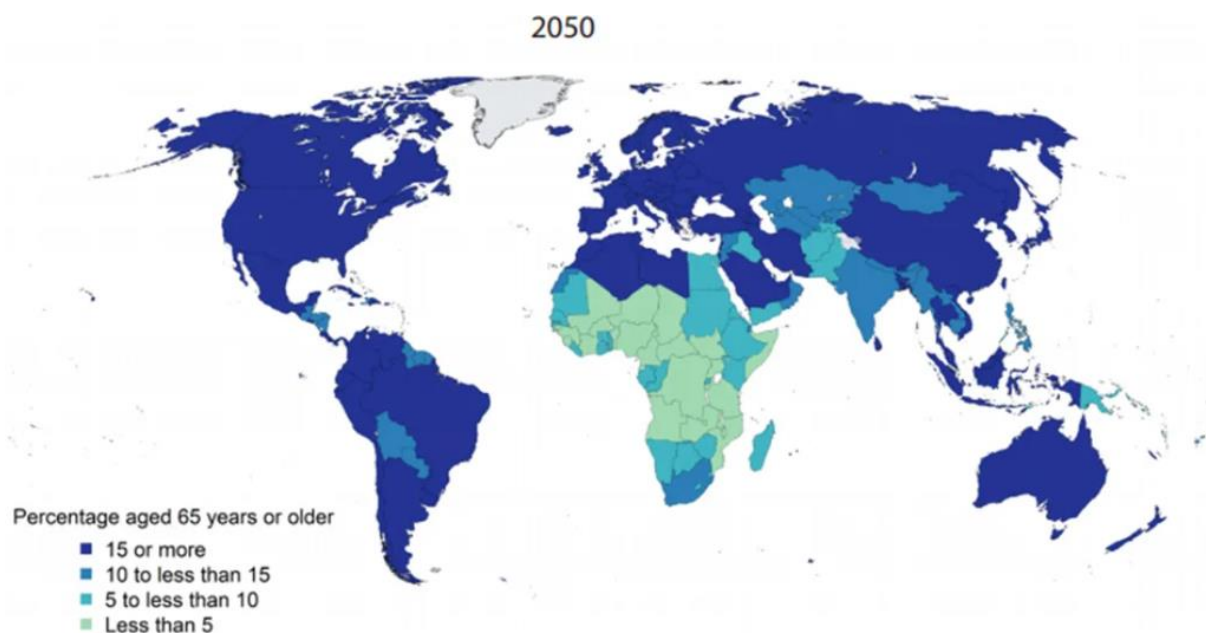 2050
Percentage aged 65 years or older
15 or more
10 to less than 15
5 to less than 10
Less than 5